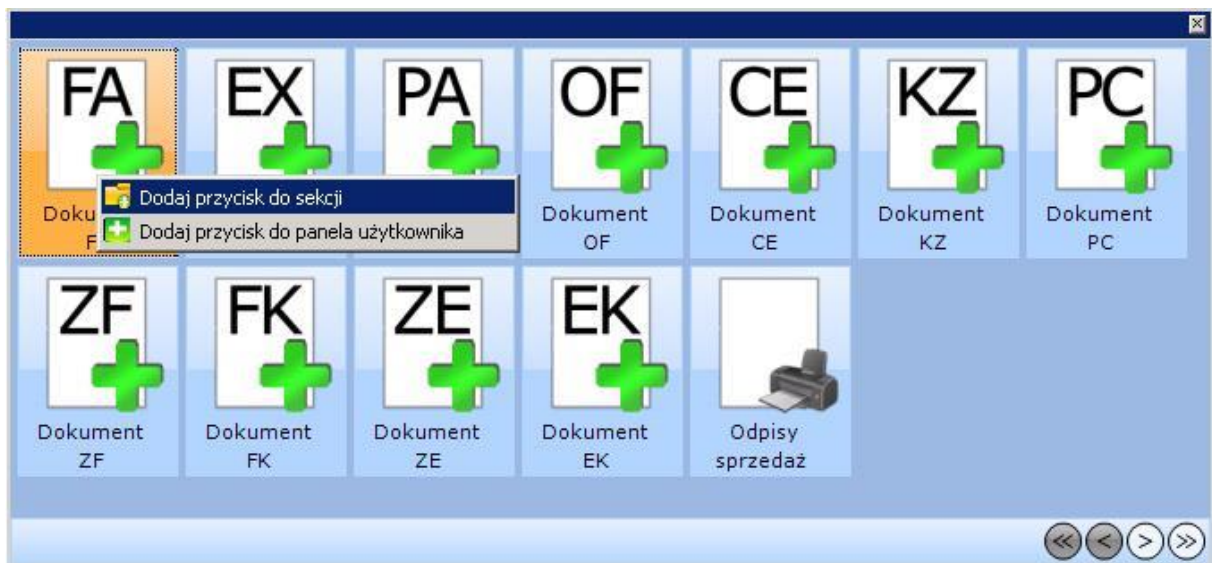 FA EX PA OF CE KZ PC
Dodaj przycisk do sekcji
Dodaj przycisk do panela użytkownika
Doku Dokument Dokument Dokument Dokument
F OF CE KZ PC
ZF FK ZE EK
Dokument Dokument Dokument Dokument Odpisy
ZF FK ZE EK sprzedaż